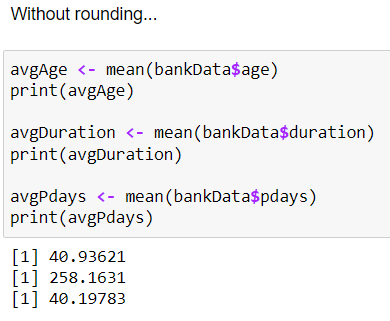 Without rounding...
avgAge <- mean(bankData$age)
print(avgAge)
avgDuration <- mean(bankData$duration)
print(avgDuration)
avgPdays <- mean(bankData$pdays)
print(avgPdays)
[1] 40.93621
[1] 258.1631
[1] 40.19783